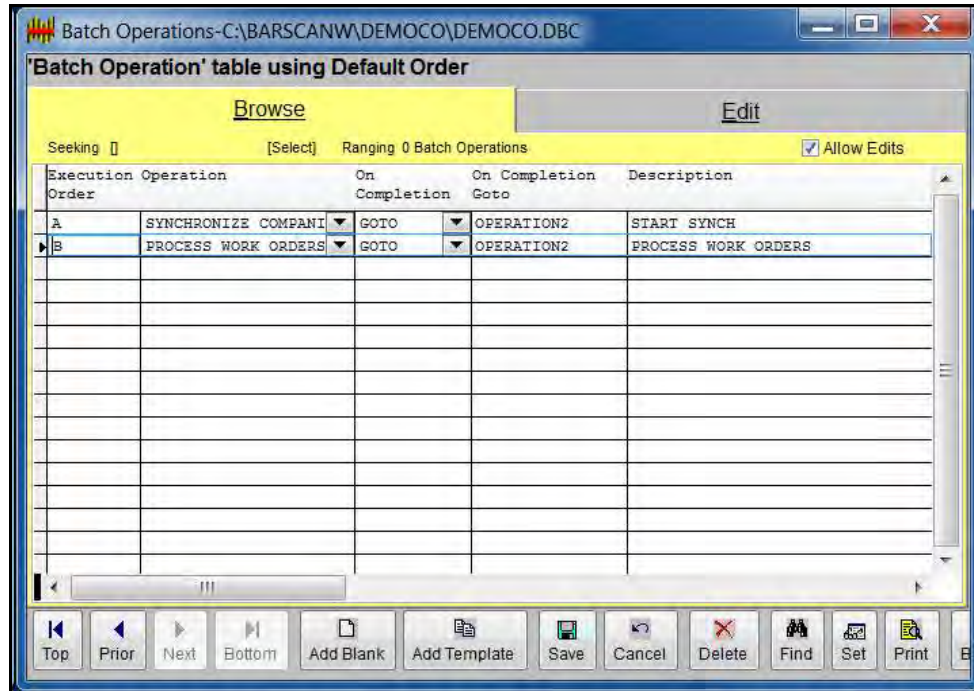 Batch Operations-C:\BARSCANW\DEMOCO\DEMOCO.DBC
'Batch Operation' table using Default Order
Browse Edit
Seeking [] [Select] Ranging 0 Batch Operations Allow Edits
Execution Operation On On Completion Description
Order Completion Goto
A SYNCHRONIZE COMPANI GOTO OPERATION2 START SYNCH
B PROCESS WORK ORDERS GOTO OPERATION2 PROCESS WORK ORDERS
Top Prior Next Bottom Add Blank Add Template Save Cancel Delete Find Set Print